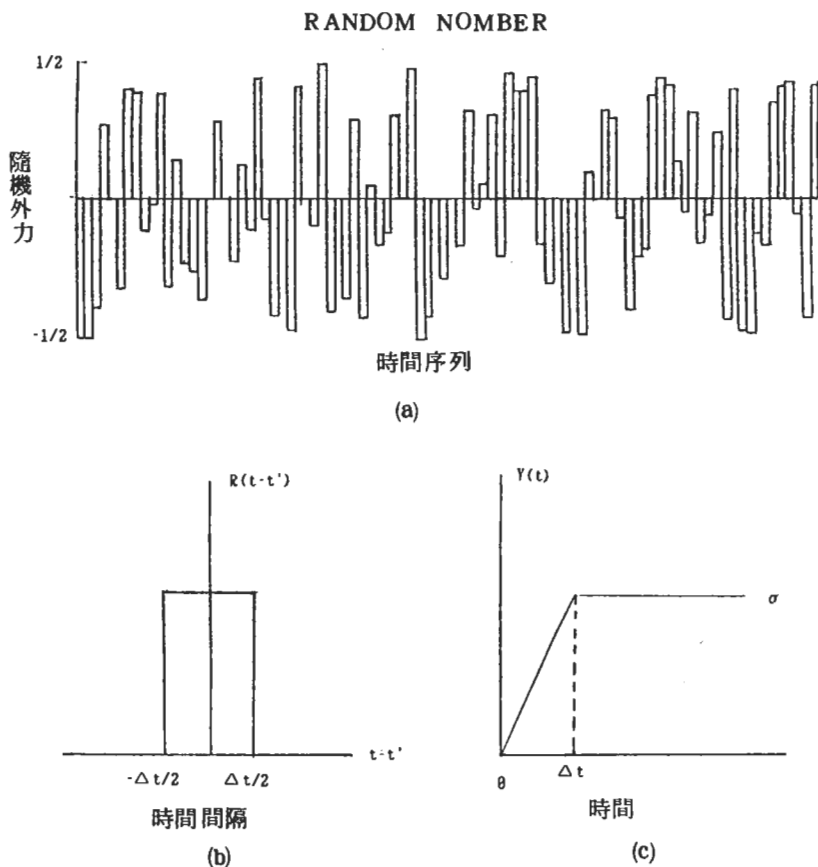 RANDOM NOMBER
1/2
隨機外力
-1/2
時間序列
(a)
R(t-t')
t-t'
-Δt/2 Δt/2
時間間隔
(b)
Y(t)
σ
0
Δt
時間
(c)